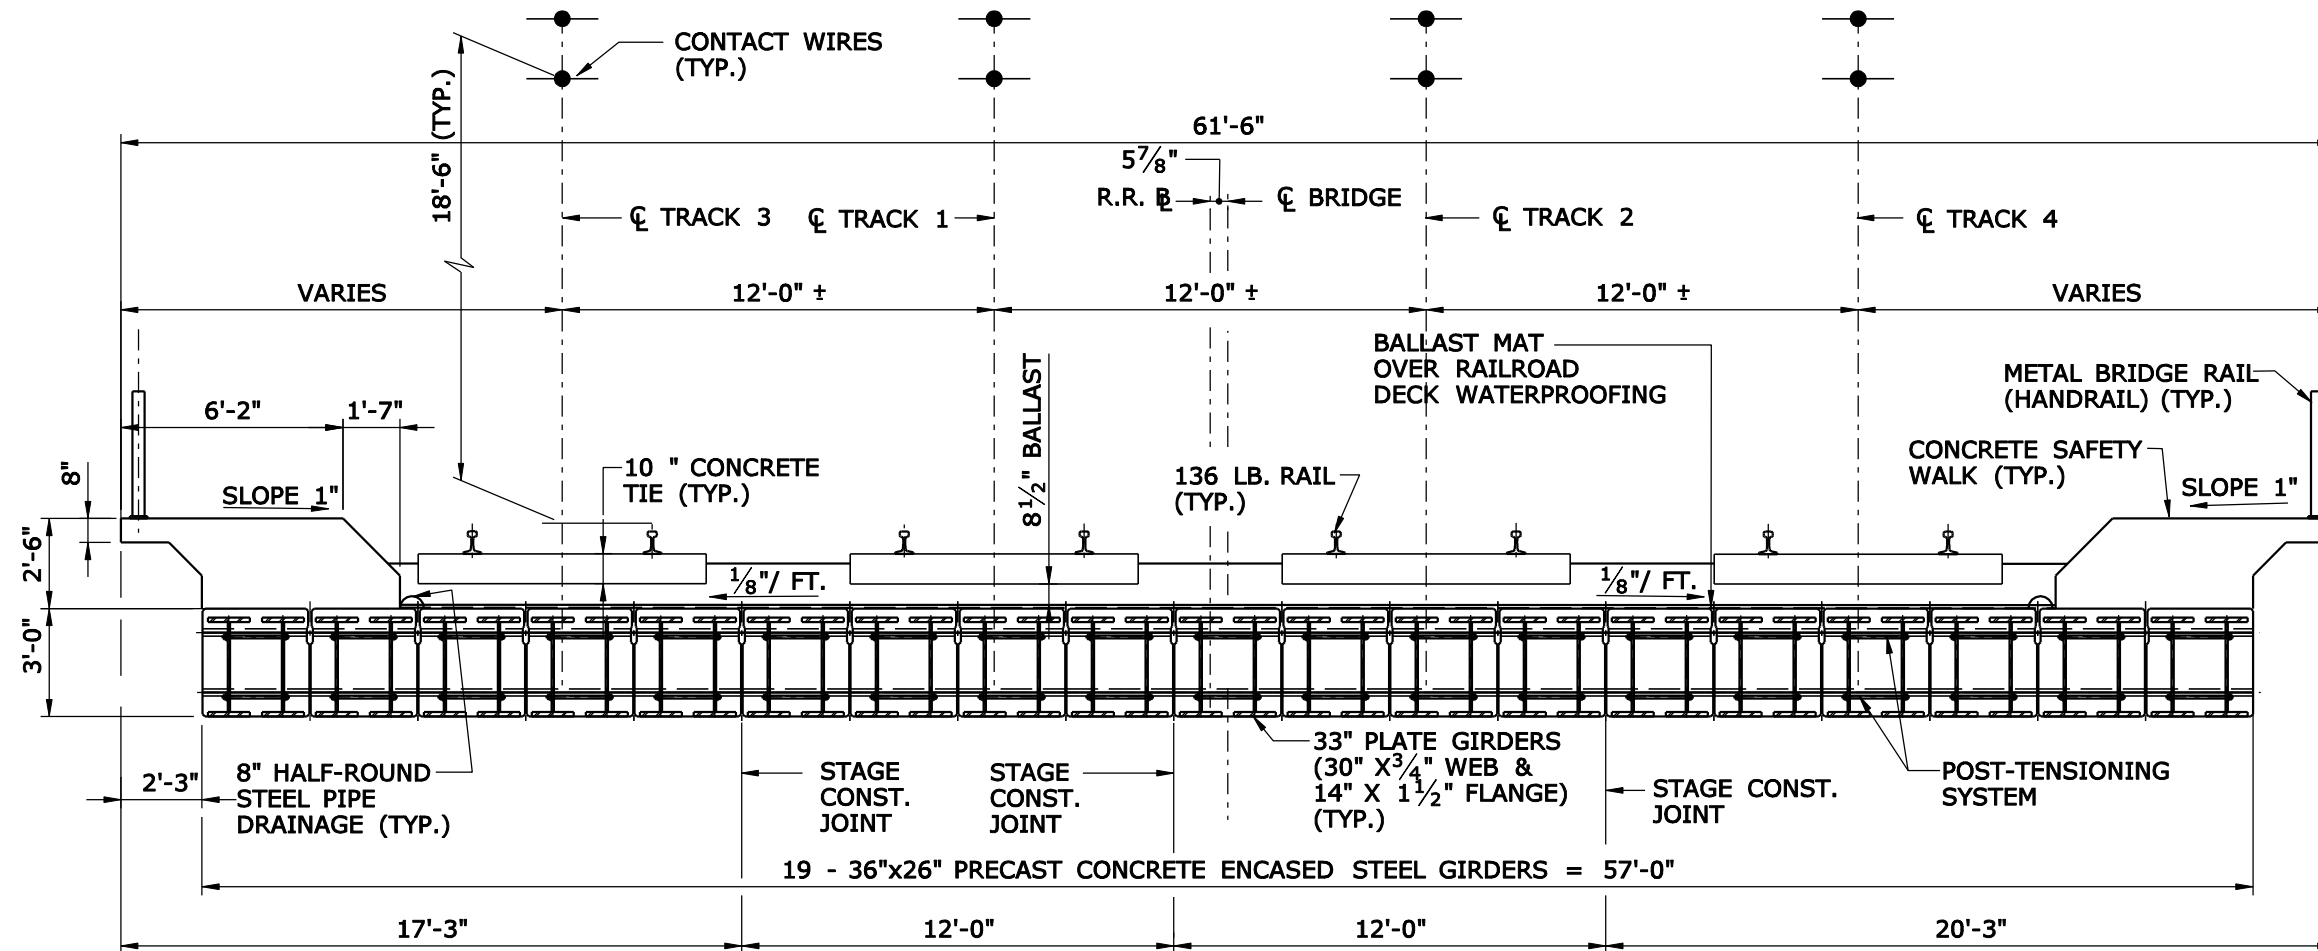 CONTACT WIRES
(TYP.)
18'-6" (TYP.)
61'-6"
5⅞"
R.R. BL
CL BRIDGE
CL TRACK 3
CL TRACK 1
CL TRACK 2
CL TRACK 4
VARIES
12'-0" ±
12'-0" ±
12'-0" ±
VARIES
BALLAST MAT
OVER RAILROAD
DECK WATERPROOFING
METAL BRIDGE RAIL
(HANDRAIL) (TYP.)
6'-2"
1'-7"
8½" BALLAST
CONCRETE SAFETY
WALK (TYP.)
8"
10 " CONCRETE
TIE (TYP.)
136 LB. RAIL
(TYP.)
SLOPE 1"
SLOPE 1"
2'-6"
⅛"/ FT.
⅛"/ FT.
3'-0"
33" PLATE GIRDERS
(30" X¾" WEB &
14" X 1½" FLANGE)
(TYP.)
2'-3"
8" HALF-ROUND
STEEL PIPE
DRAINAGE (TYP.)
STAGE
CONST.
JOINT
STAGE
CONST.
JOINT
STAGE CONST.
JOINT
POST-TENSIONING
SYSTEM
19 - 36"x26" PRECAST CONCRETE ENCASED STEEL GIRDERS = 57'-0"
17'-3"
12'-0"
12'-0"
20'-3"